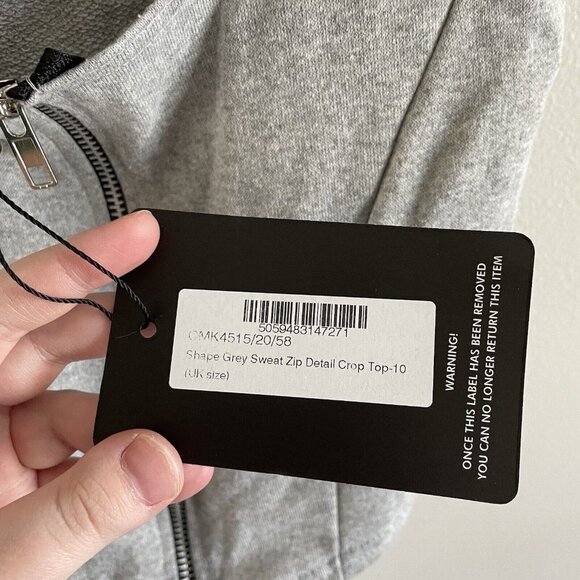 5059483147271
CMK4515/20/58
Shape Grey Sweat Zip Detail Crop Top-10
(UK size)
WARNING!
ONCE THIS LABEL HAS BEEN REMOVED
YOU CAN NO LONGER RETURN THIS ITEM